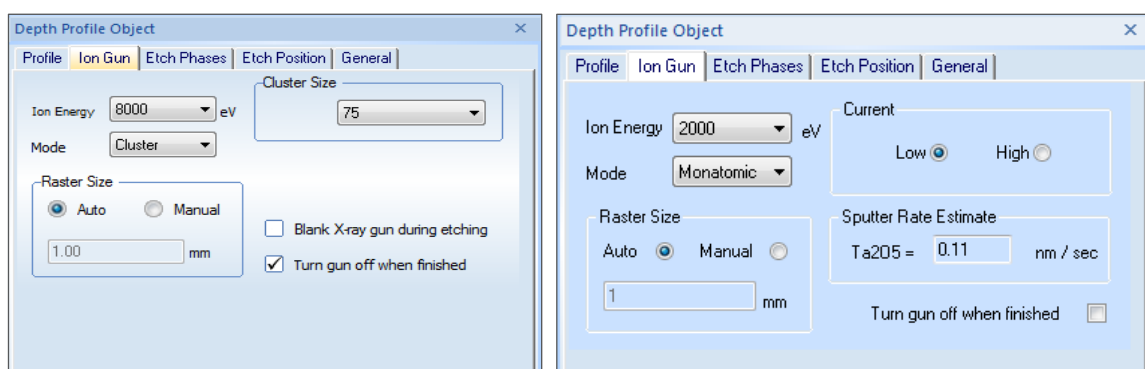 Depth Profile Object ×
Profile Ion Gun Etch Phases Etch Position General
Cluster Size
75
Ion Energy 8000 eV
Mode Cluster
Raster Size
Auto Manual
1.00 mm
Blank X-ray gun during etching
Turn gun off when finished
Depth Profile Object ×
Profile Ion Gun Etch Phases Etch Position General
Current
Ion Energy 2000 eV
Low High
Mode Monatomic
Raster Size
Auto Manual
1 mm
Sputter Rate Estimate
Ta2O5 = 0.11 nm / sec
Turn gun off when finished